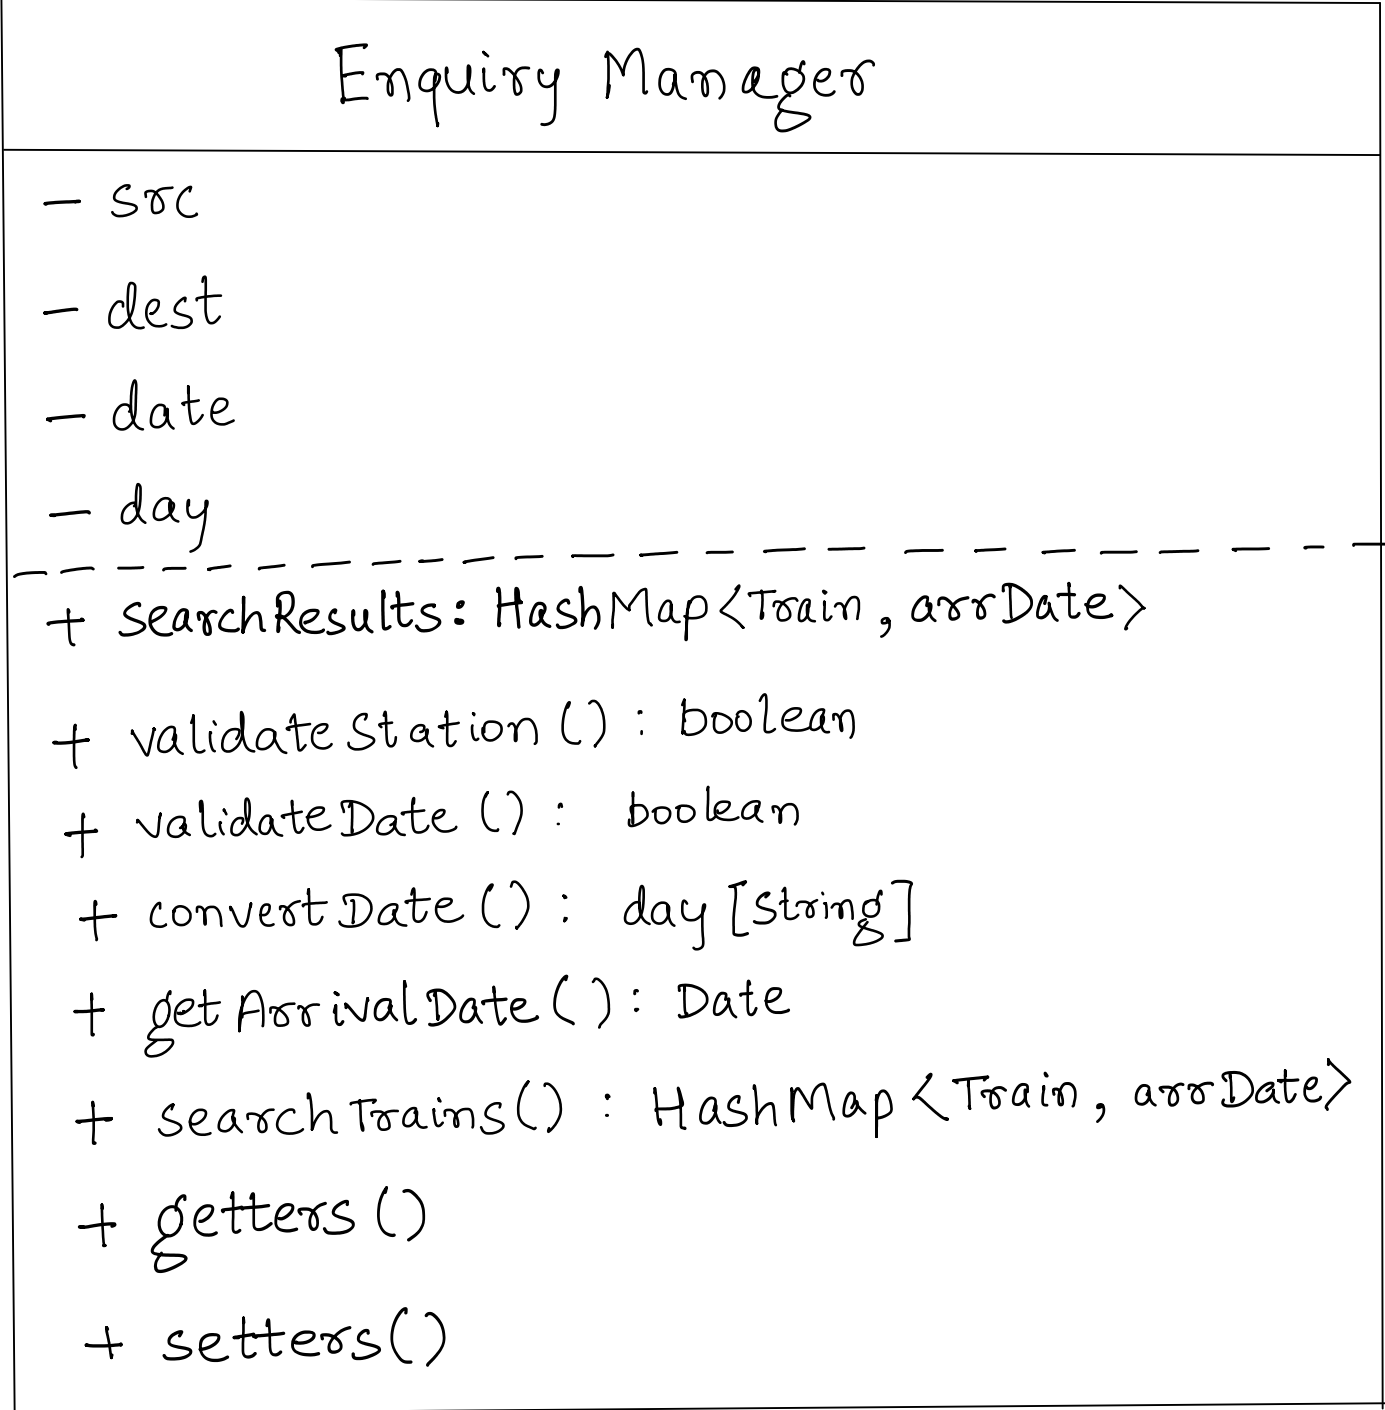 Enquiry Manager
- src
- dest
- date
- day
+ searchResults: HashMap<Train, arrDate>
+ validateStation(): boolean
+ validateDate(): boolean
+ convertDate(): day [String]
+ getArrivalDate(): Date
+ searchTrains(): HashMap<Train, arrDate>
+ getters()
+ setters()